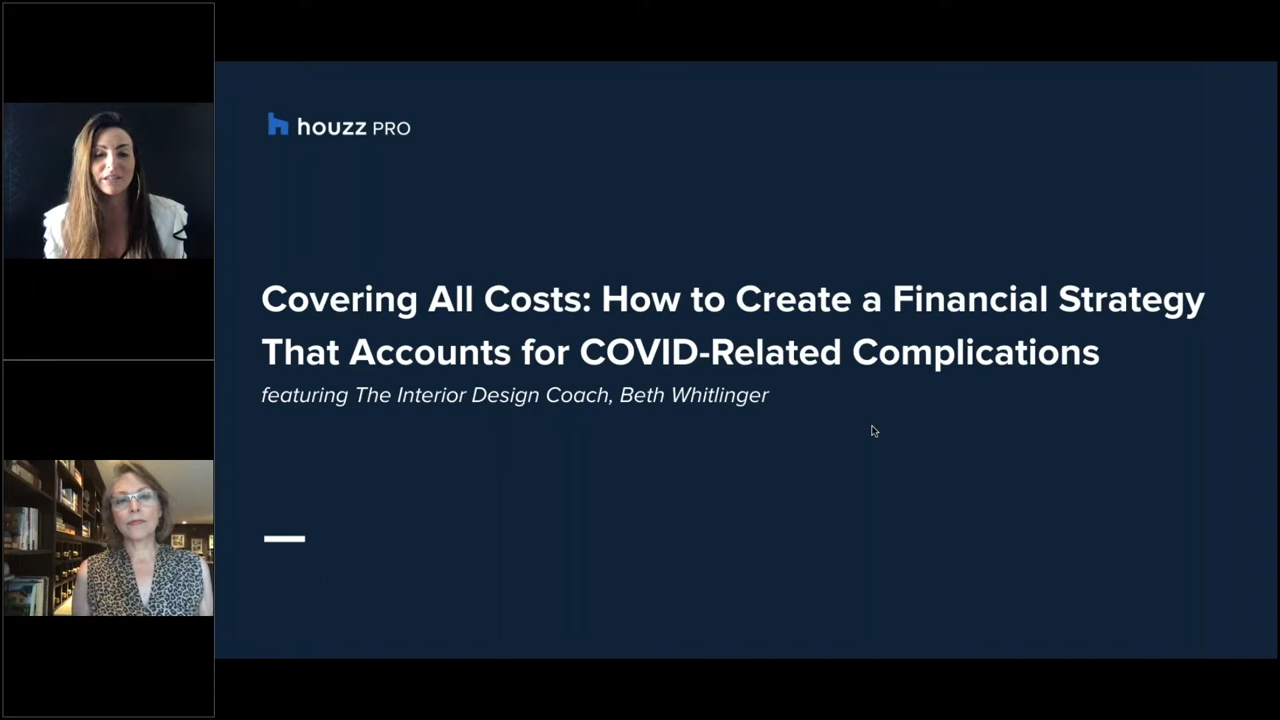 houzz PRO
Covering All Costs: How to Create a Financial Strategy
That Accounts for COVID-Related Complications
featuring The Interior Design Coach, Beth Whitlinger